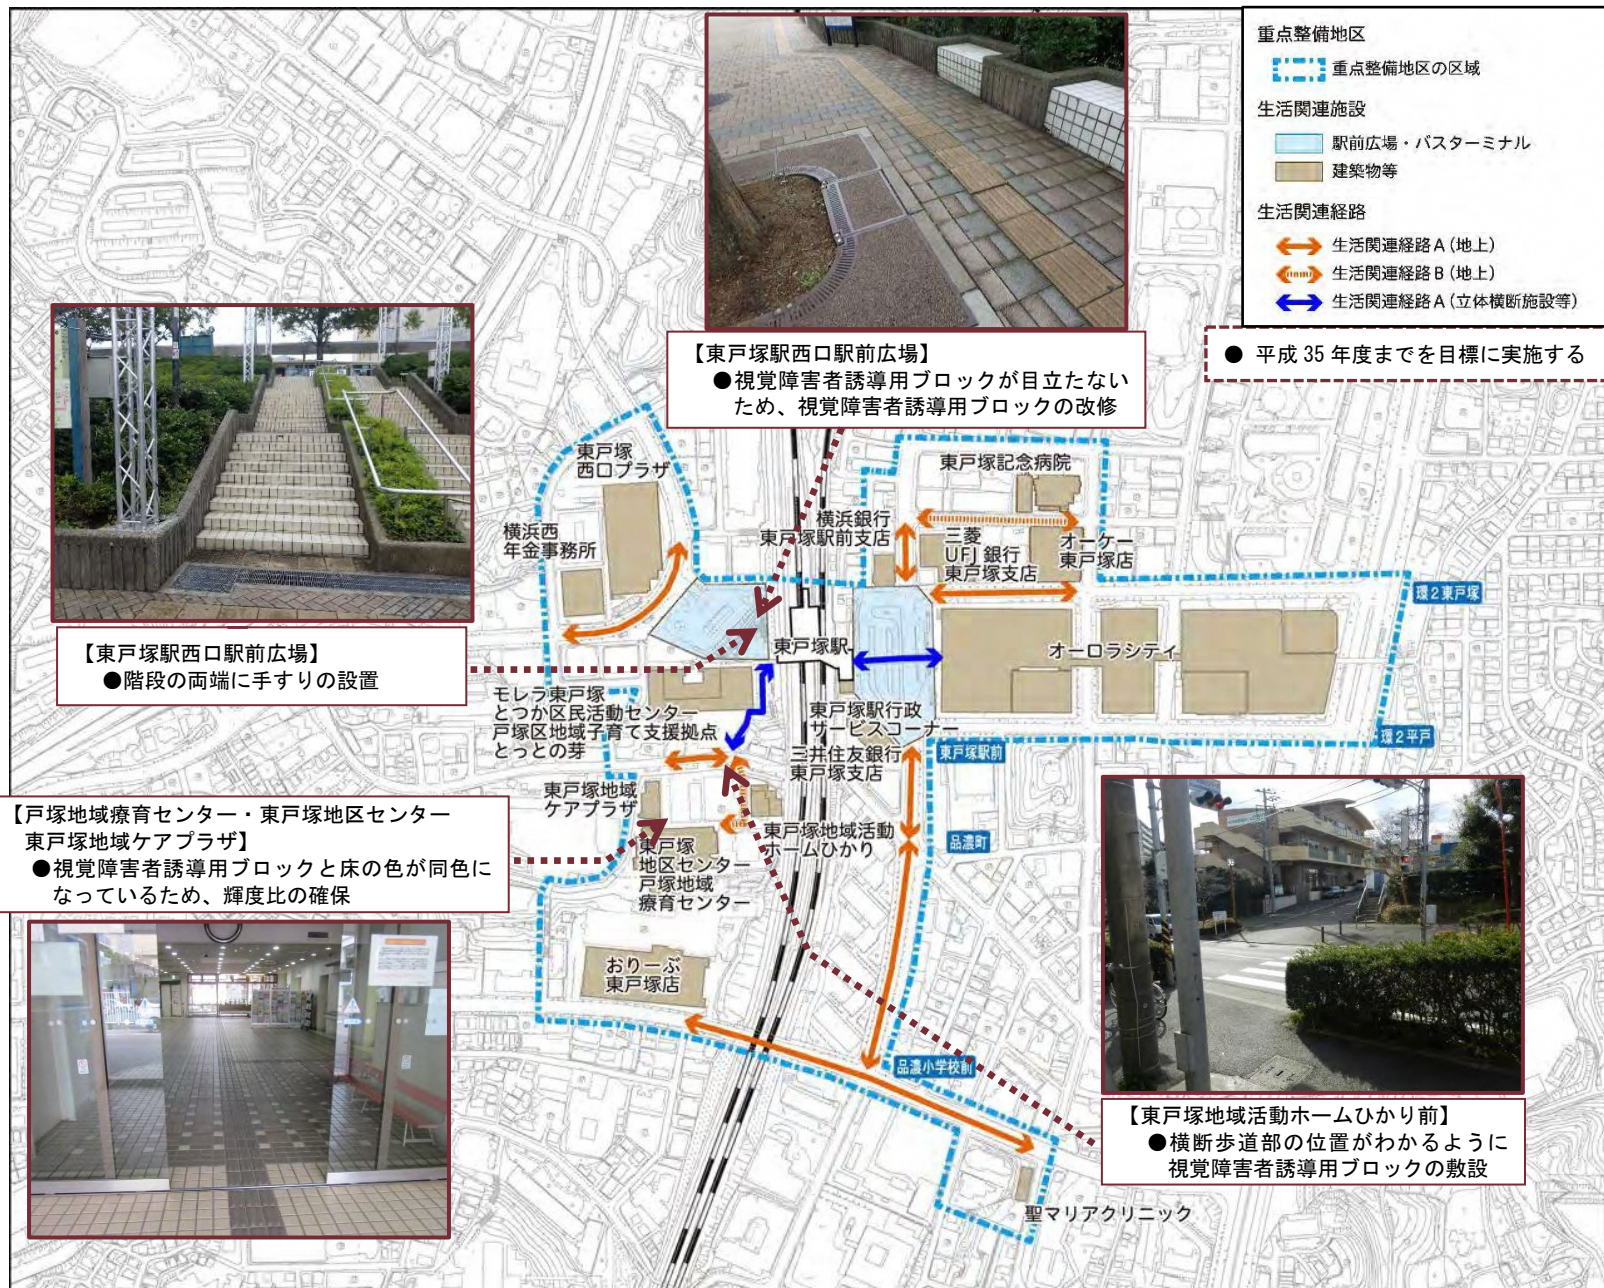 重点整備地区
重点整備地区の区域
生活関連施設
駅前広場・バスターミナル
建築物等
生活関連経路
生活関連経路A(地上)
生活関連経路B(地上)
生活関連経路A(立体横断施設等)
● 平成35年度までを目標に実施する
【東戸塚駅西口駅前広場】
●視覚障害者誘導用ブロックが目立たない
ため、視覚障害者誘導用ブロックの改修
【東戸塚駅西口駅前広場】
●階段の両端に手すりの設置
東戸塚
西口プラザ
横浜西
年金事務所
東戸塚記念病院
横浜銀行
東戸塚駅前支店
三菱
UFJ銀行
東戸塚支店
オーケー
東戸塚店
環2東戸塚
東戸塚駅
オーロラシティ
モレラ東戸塚
とつか区民活動センター
戸塚区地域子育て支援拠点
とっとの芽
東戸塚駅行政
サービスコーナー
三井住友銀行
東戸塚支店
東戸塚駅前
環2平戸
東戸塚地域
ケアプラザ
東戸塚地域活動
ホームひかり
品濃町
東戸塚
地区センター
戸塚地域
療育センター
【戸塚地域療育センター・東戸塚地区センター
東戸塚地域ケアプラザ】
●視覚障害者誘導用ブロックと床の色が同色に
なっているため、輝度比の確保
おりーぶ
東戸塚店
品濃小学校前
【東戸塚地域活動ホームひかり前】
●横断歩道部の位置がわかるように
視覚障害者誘導用ブロックの敷設
聖マリアクリニック